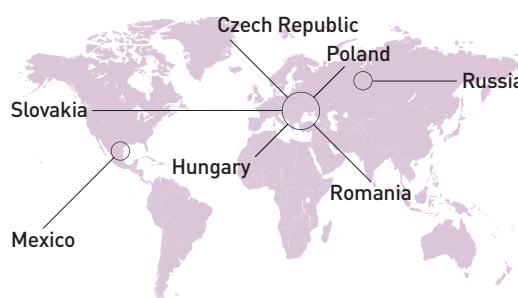 Czech Republic
Poland
Russia
Slovakia
Hungary
Romania
Mexico